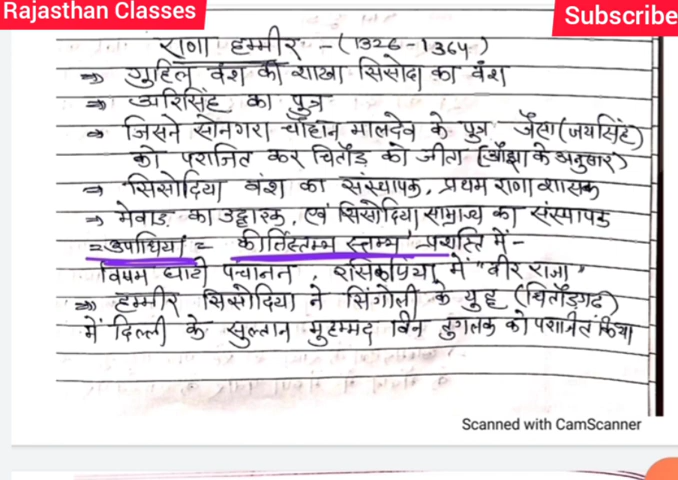 Rajasthan Classes
Subscribe
राणा हम्मीर - (1326-1364)
⇒ गुहिल वंश की शाखा सिसोदा का वंश
⇒ अरिसिंह का पुत्र
⇒ जिसने सोनगरा चौहान मालदेव के पुत्र जैसा (जयसिंह)
को पराजित कर चितौड़ को जीता (औझा के अनुसार)
⇒ सिसोदिया वंश का संस्थापक, प्रथम राणा शासक
⇒ मेवाड़ का उद्घारक, एवं सिसोदिया साम्राज्य का संस्थापक
= उपाधियां = कीर्तिस्तम्भ स्तम्भ प्रशस्ति में -
विषम घाटी पंचानन, रसिकप्रिया में "वीर राजा"
⇒ हम्मीर सिसोदिया ने सिंगोली के युद्ध (चितौड़गढ)
में दिल्ली के सुल्तान मुहम्मद बिन तुगलक को पराजित किया
Scanned with CamScanner